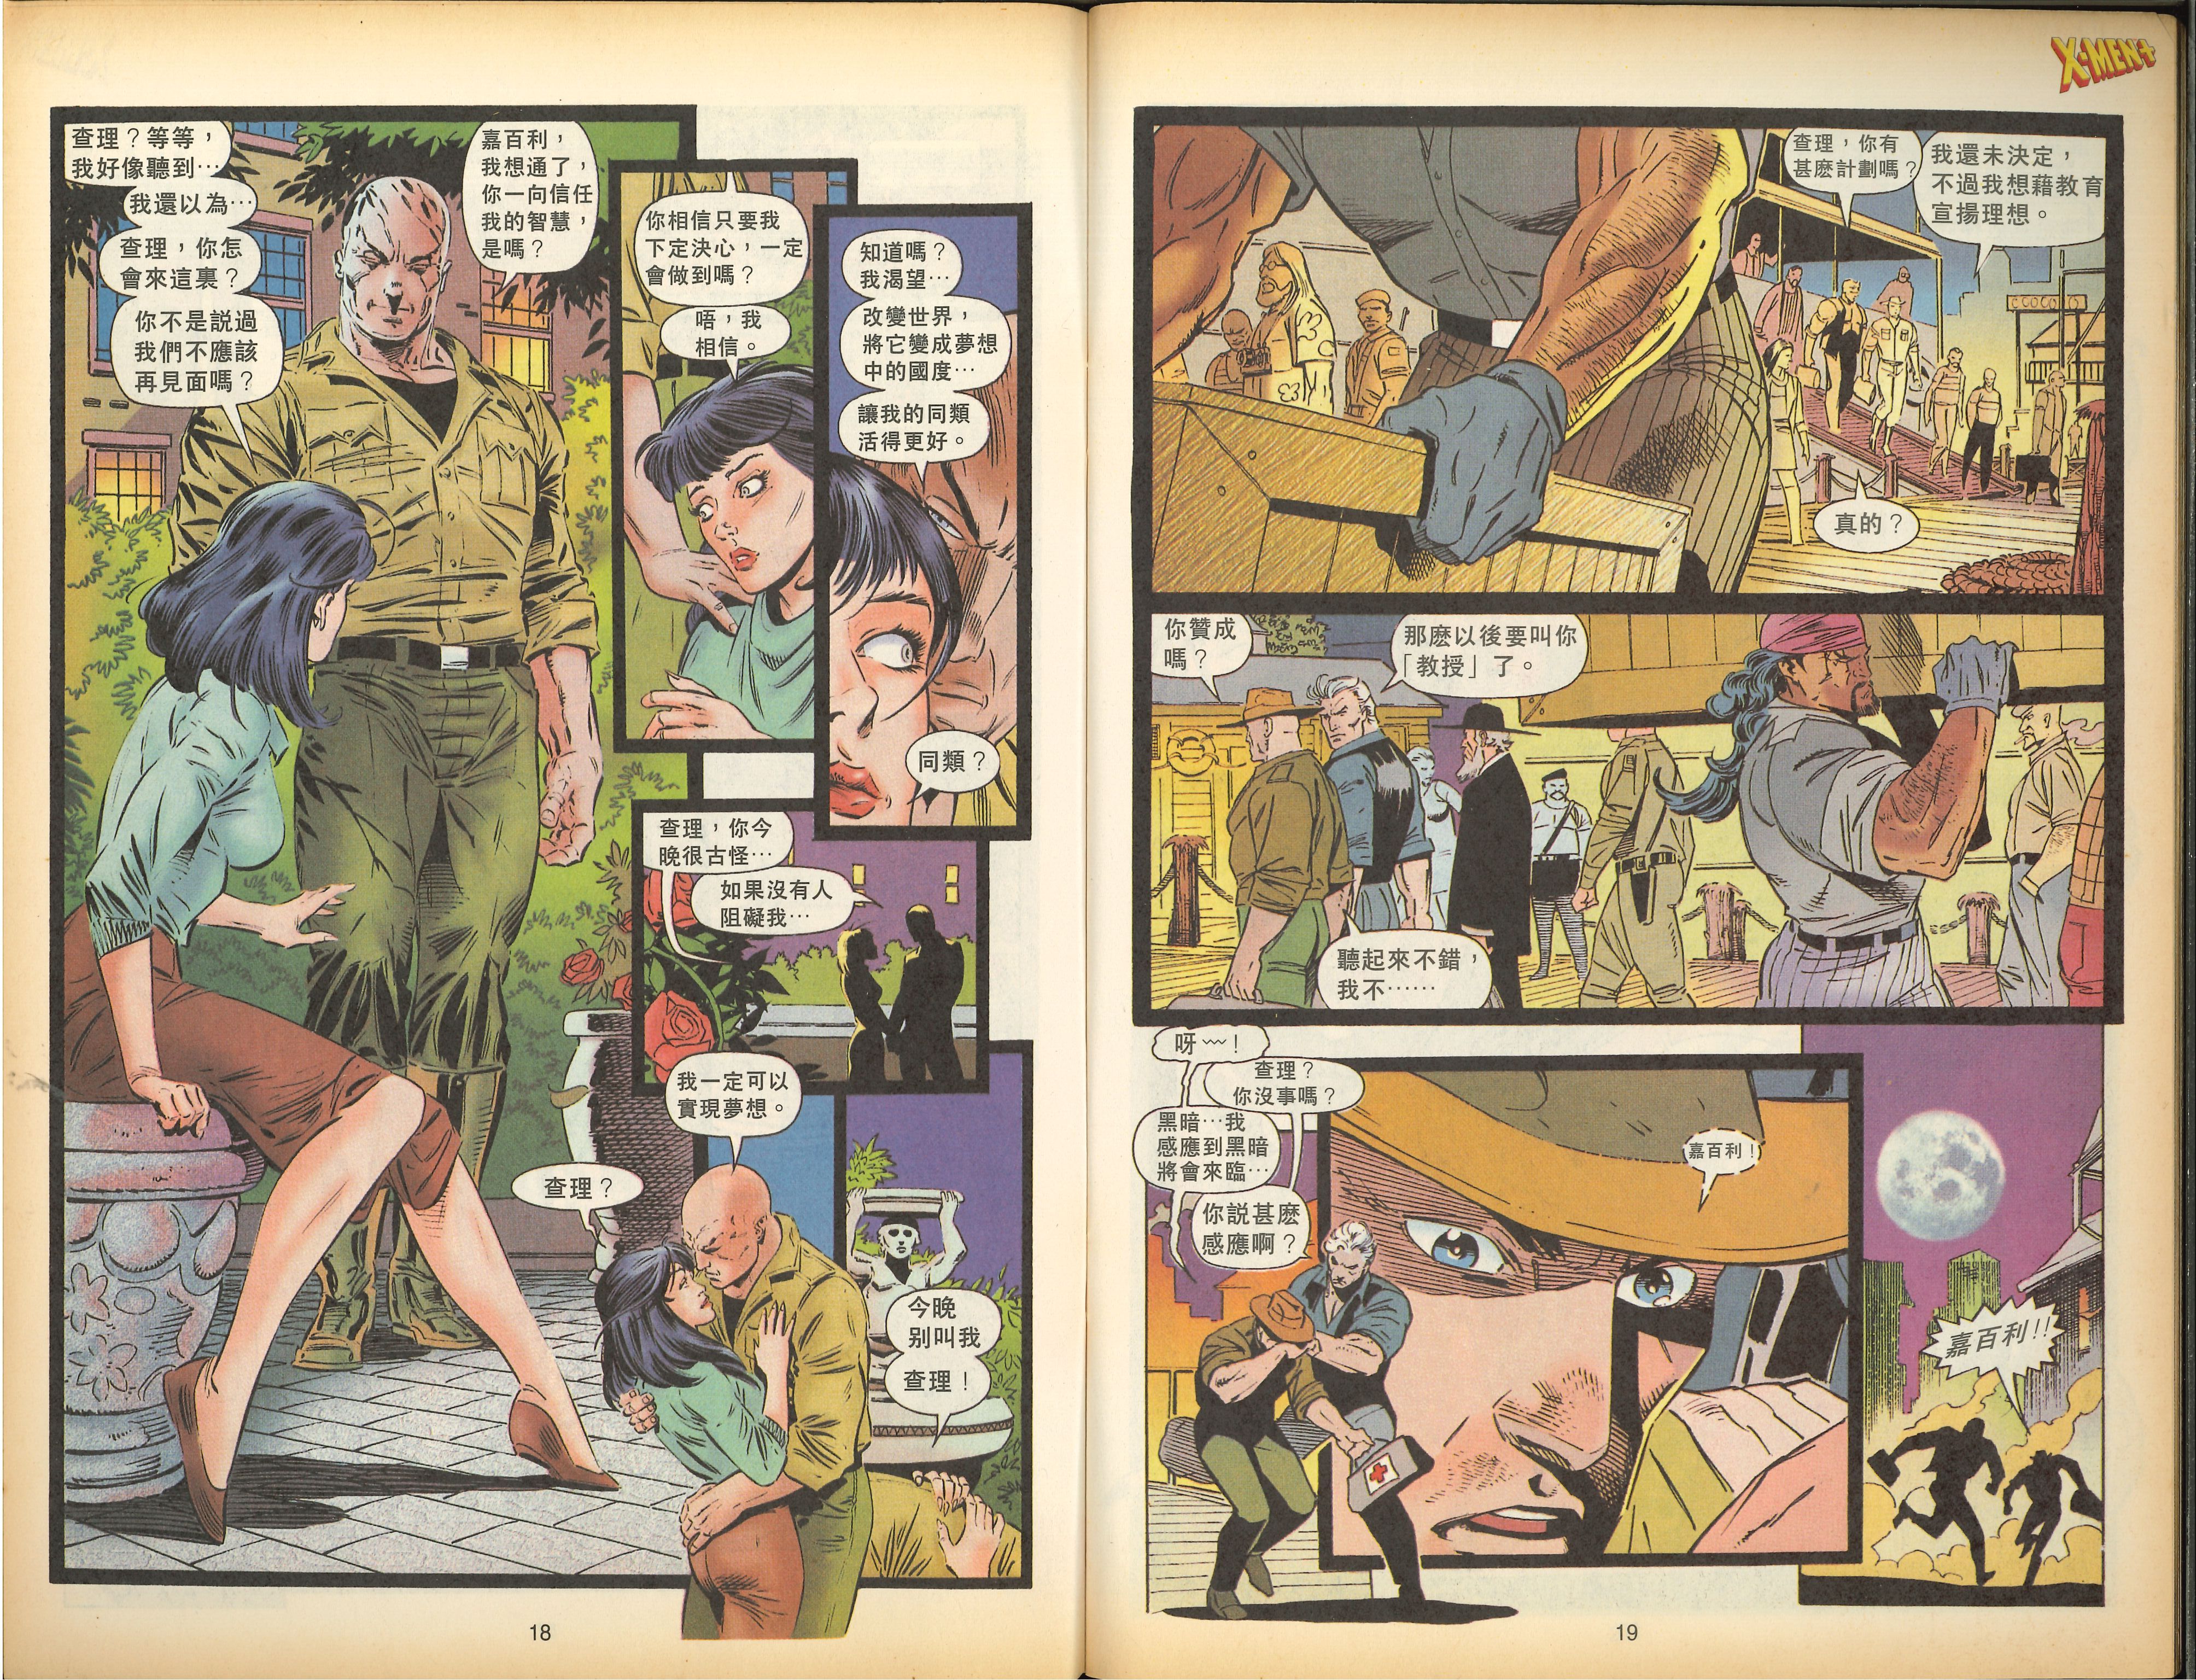 查理？等等，
我好像聽到…
我還以為…
查理，你怎
會來這裏？
你不是説過
我們不應該
再見面嗎？
嘉百利，
我想通了，
你一向信任
我的智慧，
是嗎？
你相信只要我
下定決心，一定
會做到嗎？
唔，我
相信。
知道嗎？
我渴望…
改變世界，
將它變成夢想
中的國度…
讓我的同類
活得更好。
同類？
查理，你今
晚很古怪…
如果沒有人
阻礙我…
我一定可以
實現夢想。
查理？
今晚
別叫我
查理！
18
X-MEN+
查理，你有
甚麽計劃嗎？
我還未決定，
不過我想藉教育
宣揚理想。
真的？
你贊成
嗎？
那麽以後要叫你
「教授」了。
聽起來不錯，
我不……
呀~~！
查理？
你沒事嗎？
黑暗…我
感應到黑暗
將會來臨…
你説甚麽
感應啊？
嘉百利！
嘉百利!!
19